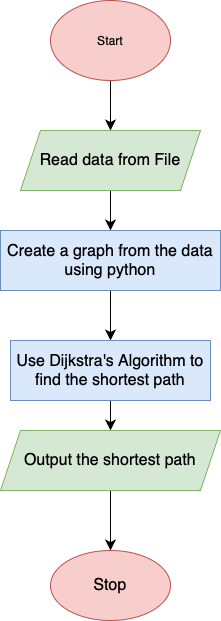 Start
Read data from File
Create a graph from the data
using python
Use Dijkstra's Algorithm to
find the shortest path
Output the shortest path
Stop